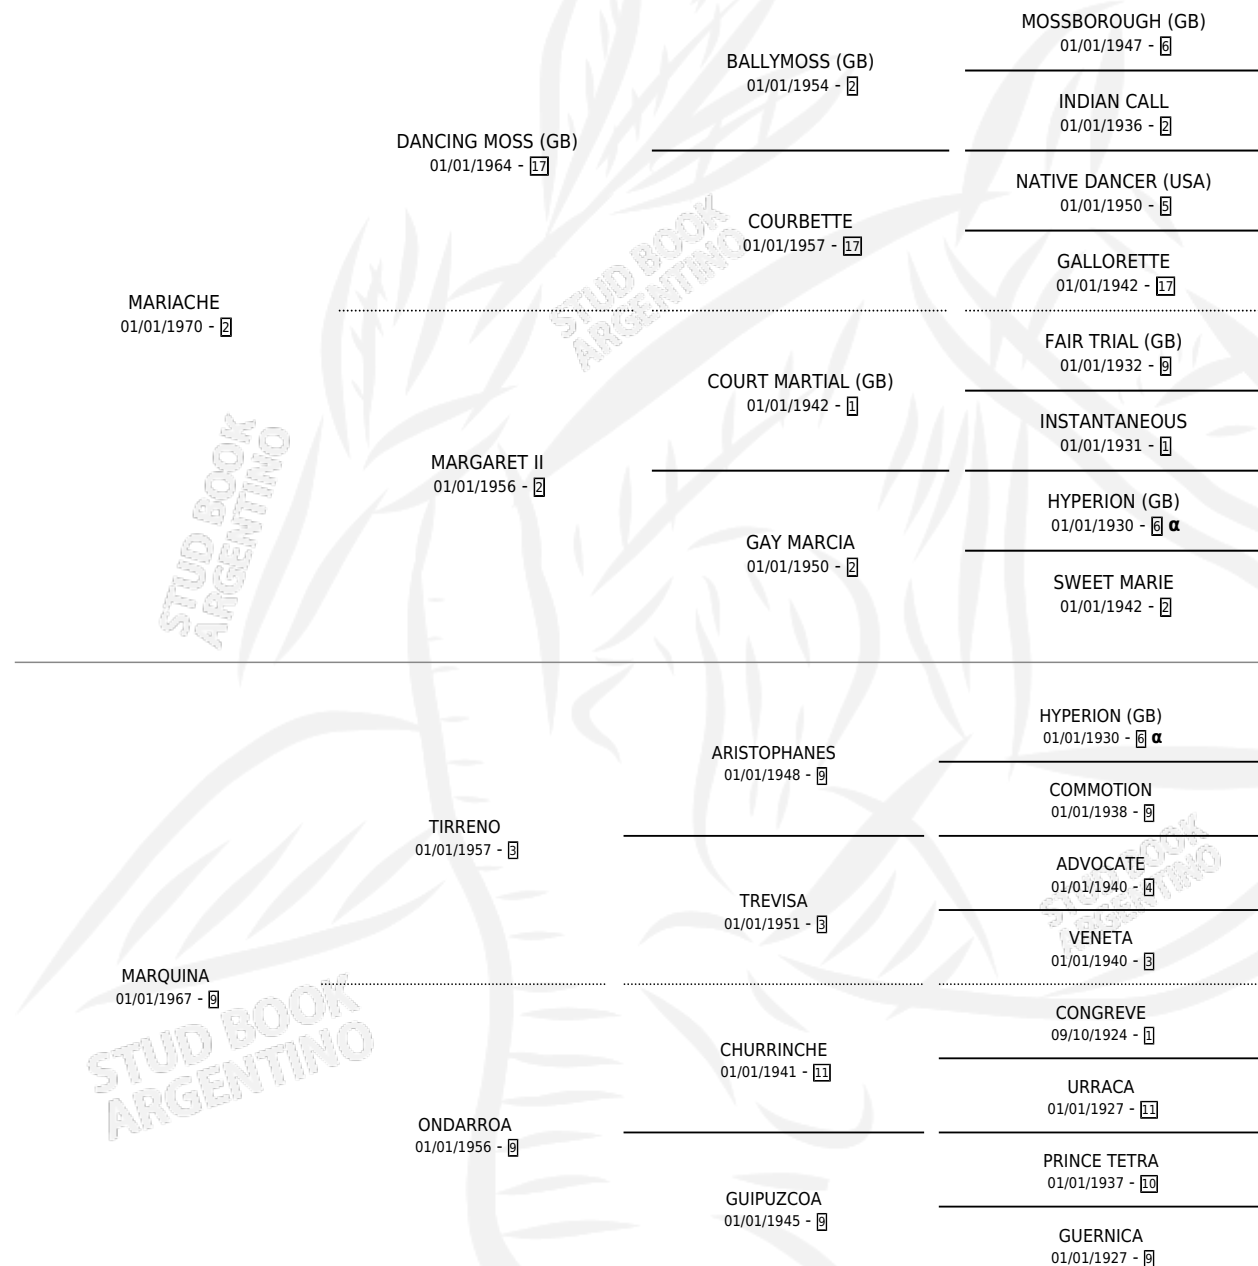 MOSSBOROUGH (GB)
01/01/1947 - 6
BALLYMOSS (GB)
01/01/1954 - 2
INDIAN CALL
01/01/1936 - 2
DANCING MOSS (GB)
01/01/1964 - 17
NATIVE DANCER (USA)
01/01/1950 - 5
COURBETTE
01/01/1957 - 17
GALLORETTE
01/01/1942 - 17
MARIACHE
01/01/1970 - 2
FAIR TRIAL (GB)
01/01/1932 - 9
COURT MARTIAL (GB)
01/01/1942 - 1
INSTANTANEOUS
01/01/1931 - 1
MARGARET II
01/01/1956 - 2
HYPERION (GB)
01/01/1930 - 6 α
GAY MARCIA
01/01/1950 - 2
SWEET MARIE
01/01/1942 - 2
HYPERION (GB)
01/01/1930 - 6 α
ARISTOPHANES
01/01/1948 - 9
COMMOTION
01/01/1938 - 9
TIRRENO
01/01/1957 - 3
ADVOCATE
01/01/1940 - 4
TREVISA
01/01/1951 - 3
VENETA
01/01/1940 - 3
MARQUINA
01/01/1967 - 9
CONGREVE
09/10/1924 - 1
CHURRINCHE
01/01/1941 - 11
URRACA
01/01/1927 - 11
ONDARROA
01/01/1956 - 9
PRINCE TETRA
01/01/1937 - 10
GUIPUZCOA
01/01/1945 - 9
GUERNICA
01/01/1927 - 9
STUD BOOK
ARGENTINO
STUD BOOK
ARGENTINO
STUD BOOK
ARGENTINO
STUD BOOK
ARGENTINO